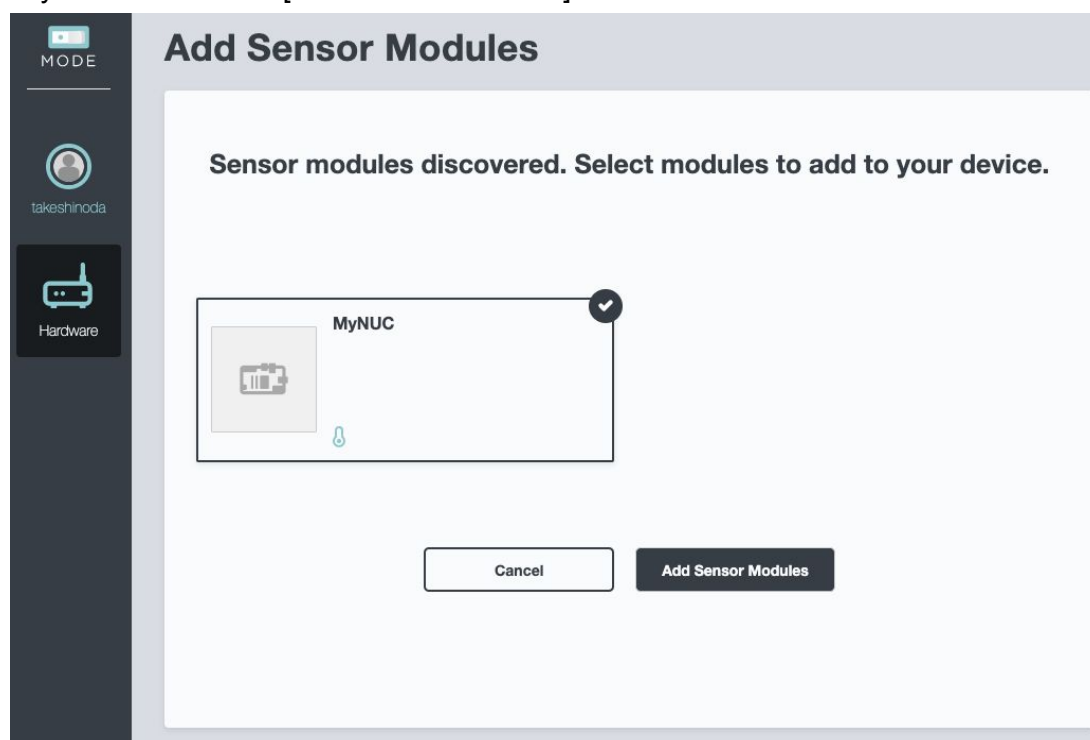 MODE
Add Sensor Modules
Sensor modules discovered. Select modules to add to your device.
takeshinoda
Hardware
MyNUC
Cancel
Add Sensor Modules